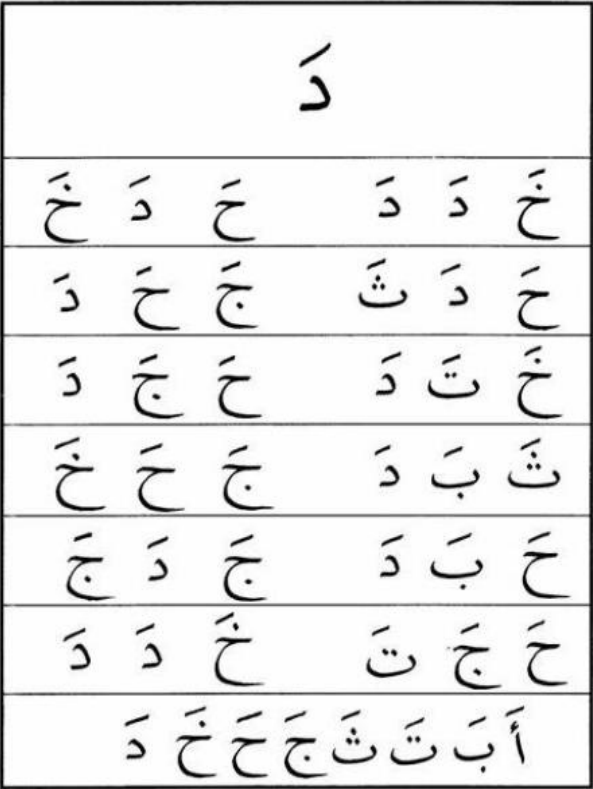 دَ
خَ دَ دَ حَ دَ خَ
حَ دَ ثَ جَ حَ دَ
خَ تَ دَ حَ جَ دَ
ثَ بَ دَ جَ حَ خَ
حَ بَ دَ جَ دَ جَ
حَ جَ تَ خَ دَ دَ
أَ بَ تَ ثَ جَ حَ خَ دَ